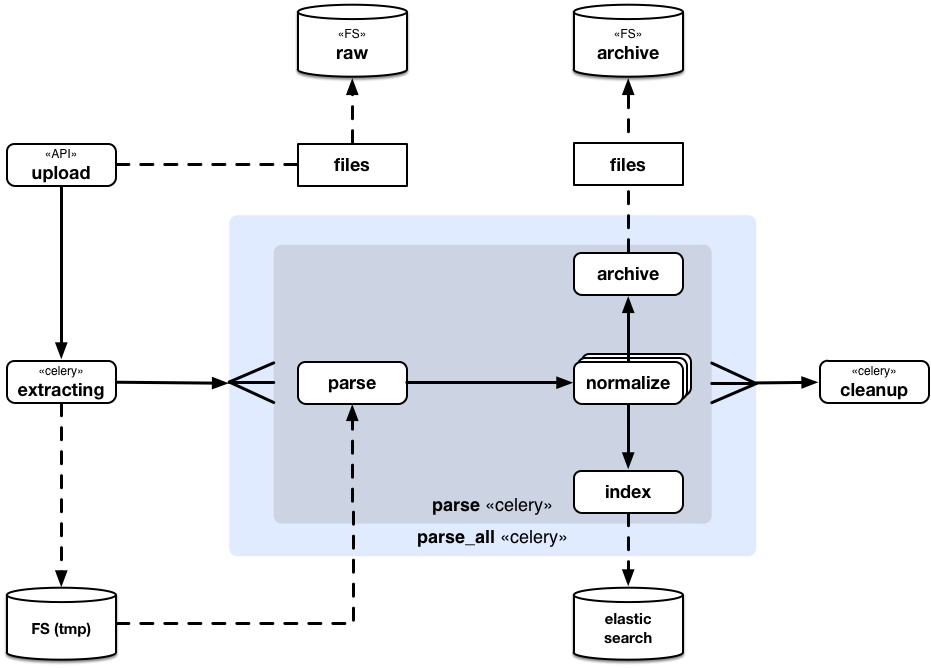 «FS»
raw
«FS»
archive
«API»
upload
files
files
archive
«celery»
extracting
parse
normalize
«celery»
cleanup
index
parse «celery»
parse_all «celery»
FS (tmp)
elastic
search